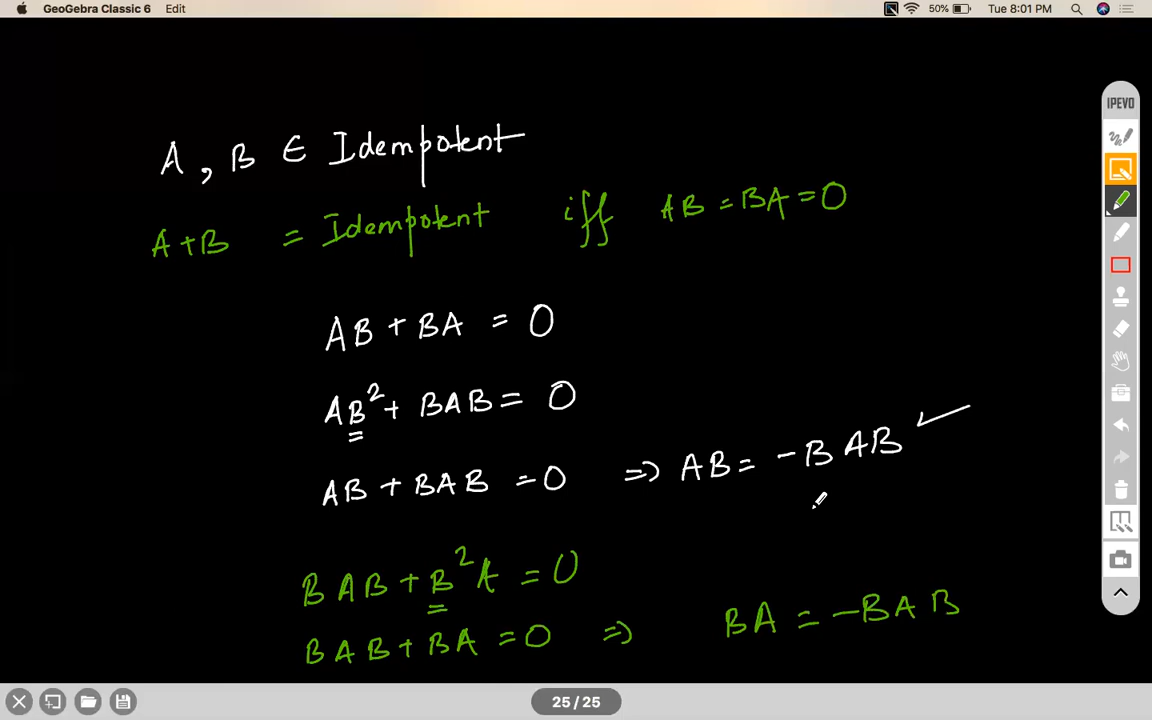 GeoGebra Classic 6 Edit 50% Tue 8:01 PM
IPEVO
A, B ∈ Idempotent
A+B = Idempotent iff AB = BA = 0
AB + BA = 0
AB² + BAB = 0
AB + BAB = 0 ⇒ AB = -BAB
BAB + B²A = 0
BAB + BA = 0 ⇒ BA = -BAB
25/25